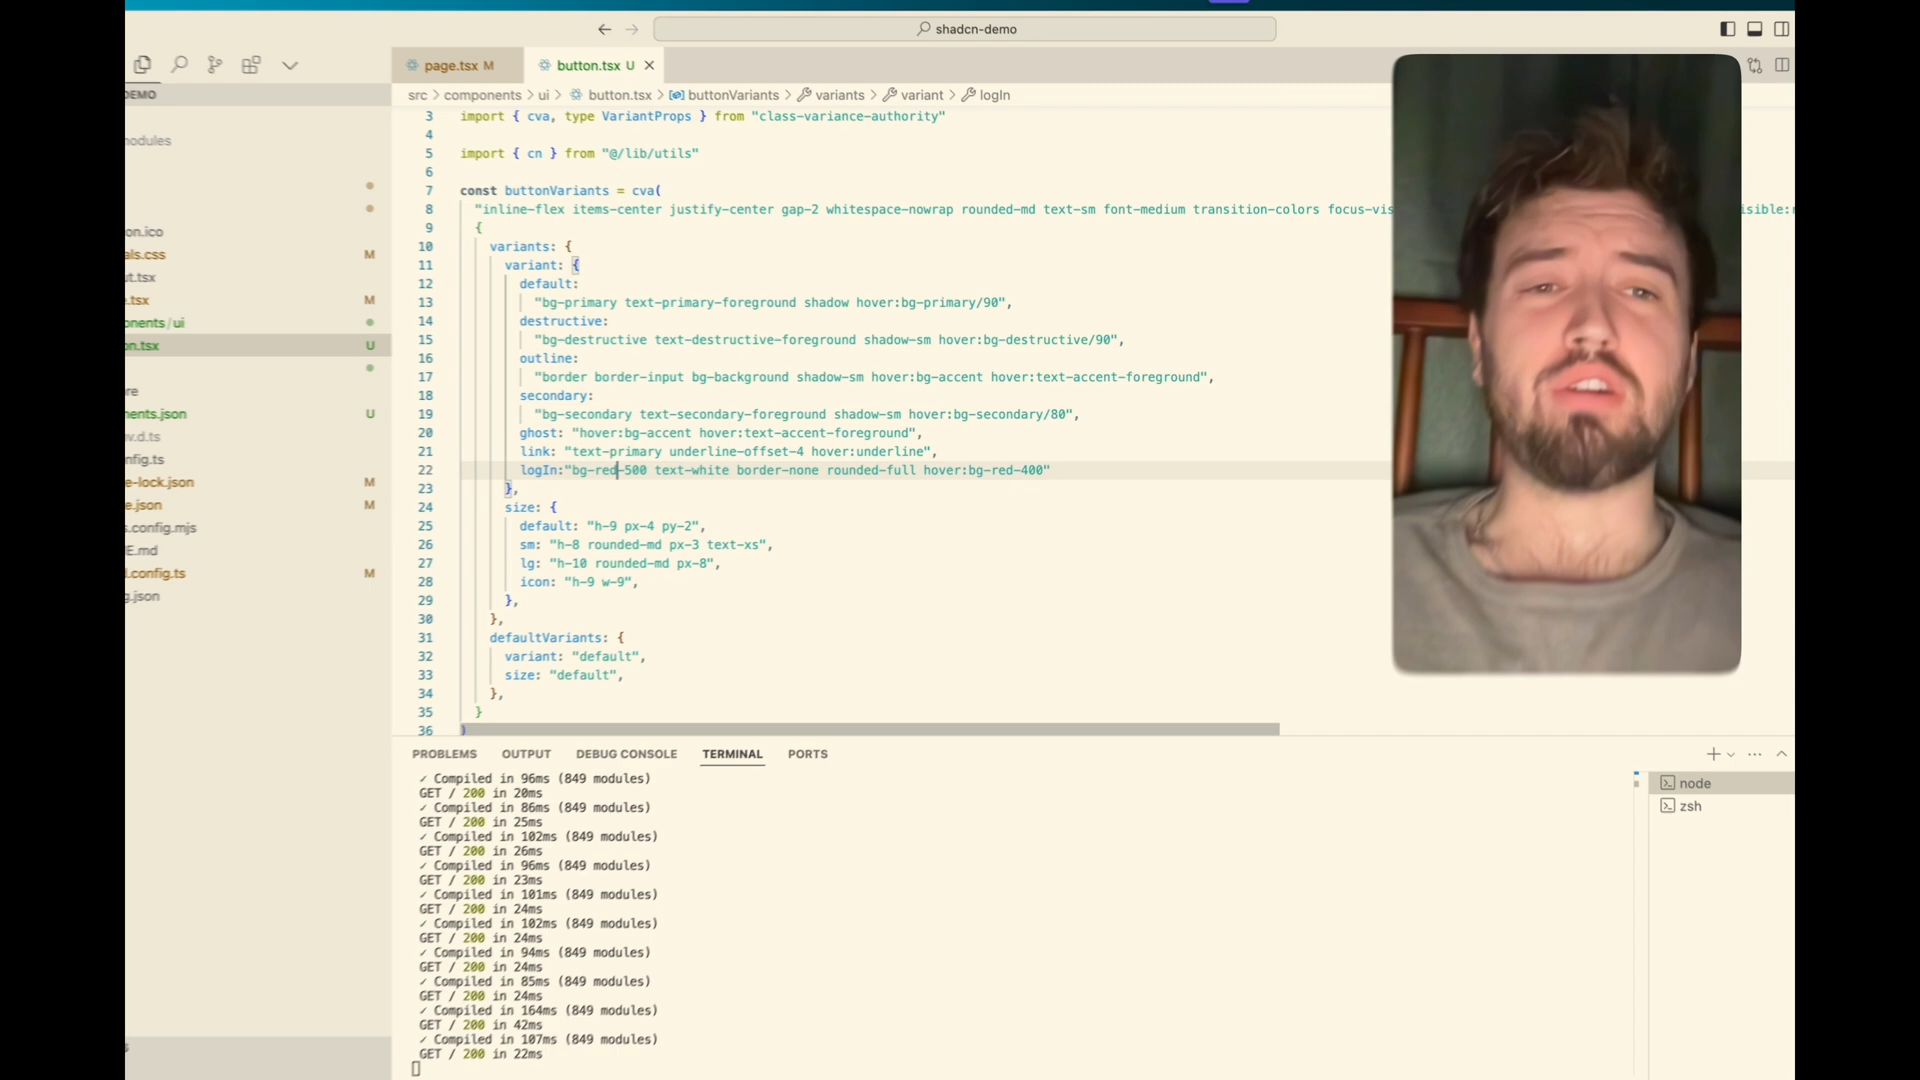 shadcn-demo
page.tsx M
button.tsx U
DEMO
src > components > ui > button.tsx > buttonVariants > variants > variant > logIn
3 import { cva, type VariantProps } from "class-variance-authority"
4
5 import { cn } from "@/lib/utils"
6
7 const buttonVariants = cva(
8 "inline-flex items-center justify-center gap-2 whitespace-nowrap rounded-md text-sm font-medium transition-colors focus-vis
9 {
10 variants: {
11 variant: {
12 default:
13 "bg-primary text-primary-foreground shadow hover:bg-primary/90",
14 destructive:
15 "bg-destructive text-destructive-foreground shadow-sm hover:bg-destructive/90",
16 outline:
17 "border border-input bg-background shadow-sm hover:bg-accent hover:text-accent-foreground",
18 secondary:
19 "bg-secondary text-secondary-foreground shadow-sm hover:bg-secondary/80",
20 ghost: "hover:bg-accent hover:text-accent-foreground",
21 link: "text-primary underline-offset-4 hover:underline",
22 logIn:"bg-red-500 text-white border-none rounded-full hover:bg-red-400"
23 },
24 size: {
25 default: "h-9 px-4 py-2",
26 sm: "h-8 rounded-md px-3 text-xs",
27 lg: "h-10 rounded-md px-8",
28 icon: "h-9 w-9",
29 },
30 },
31 defaultVariants: {
32 variant: "default",
33 size: "default",
34 },
35 }
36 )
nodules
on.ico
als.css M
ut.tsx
e.tsx M
onents/ui
on.tsx U
re
nents.json U
v.d.ts
nfig.ts
e-lock.json M
e.json M
s.config.mjs
E.md
d.config.ts M
g.json
PROBLEMS OUTPUT DEBUG CONSOLE TERMINAL PORTS
✓ Compiled in 96ms (849 modules)
GET / 200 in 20ms
✓ Compiled in 86ms (849 modules)
GET / 200 in 25ms
✓ Compiled in 102ms (849 modules)
GET / 200 in 26ms
✓ Compiled in 96ms (849 modules)
GET / 200 in 23ms
✓ Compiled in 101ms (849 modules)
GET / 200 in 24ms
✓ Compiled in 102ms (849 modules)
GET / 200 in 24ms
✓ Compiled in 94ms (849 modules)
GET / 200 in 24ms
✓ Compiled in 85ms (849 modules)
GET / 200 in 24ms
✓ Compiled in 164ms (849 modules)
GET / 200 in 42ms
✓ Compiled in 107ms (849 modules)
GET / 200 in 22ms
node
zsh